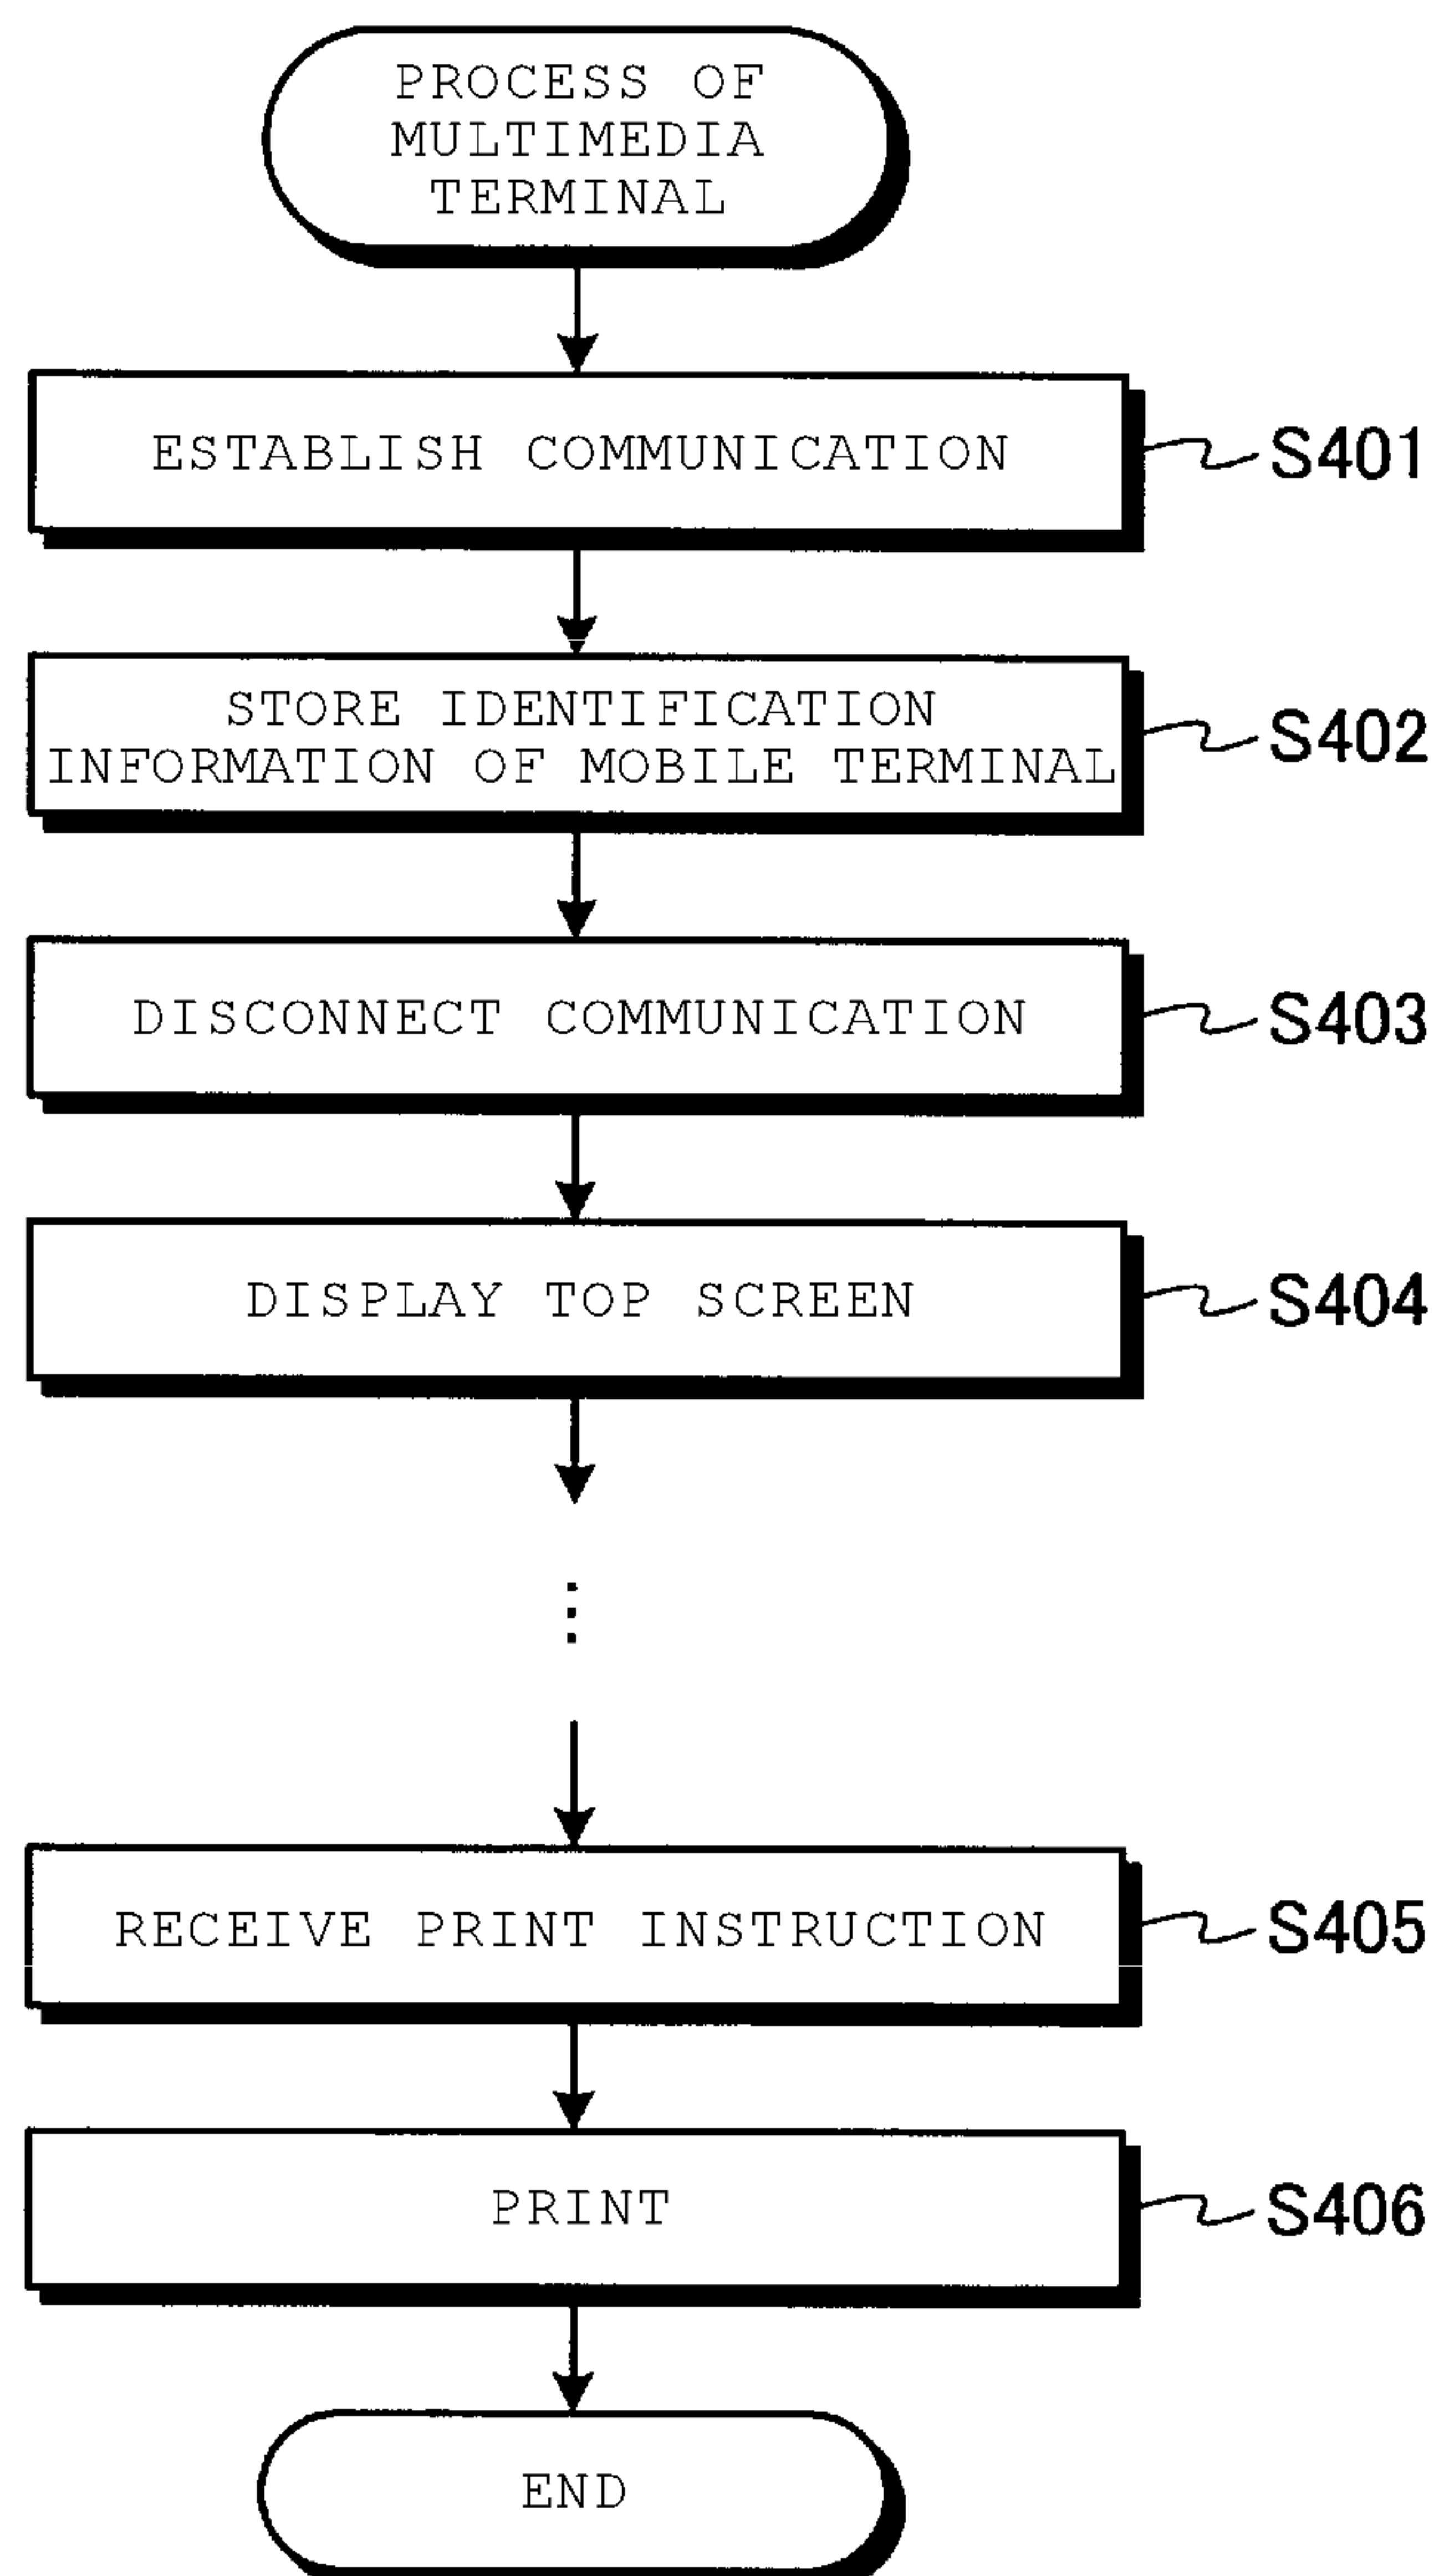 PROCESS OF
MULTIMEDIA
TERMINAL
ESTABLISH COMMUNICATION
S401
STORE IDENTIFICATION
INFORMATION OF MOBILE TERMINAL
S402
DISCONNECT COMMUNICATION
S403
DISPLAY TOP SCREEN
S404
RECEIVE PRINT INSTRUCTION
S405
PRINT
S406
END